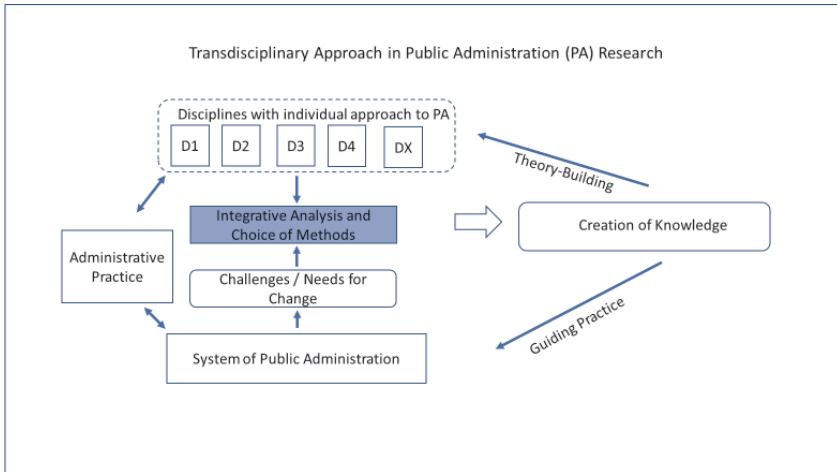 Transdisciplinary Approach in Public Administration (PA) Research
Disciplines with individual approach to PA
D1 D2 D3 D4 DX
Theory-Building
Integrative Analysis and
Choice of Methods
Creation of Knowledge
Administrative
Practice
Challenges / Needs for
Change
Guiding Practice
System of Public Administration